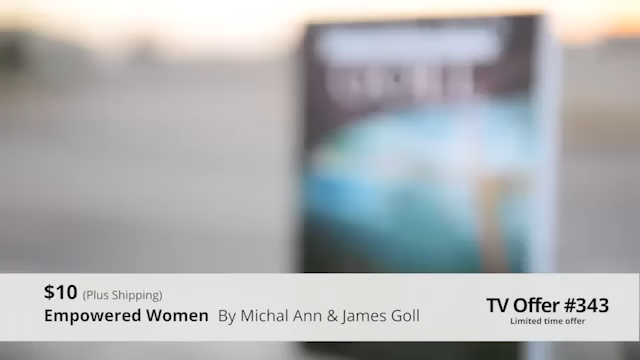 $10 (Plus Shipping)
Empowered Women By Michal Ann & James Goll
TV Offer #343
Limited time offer